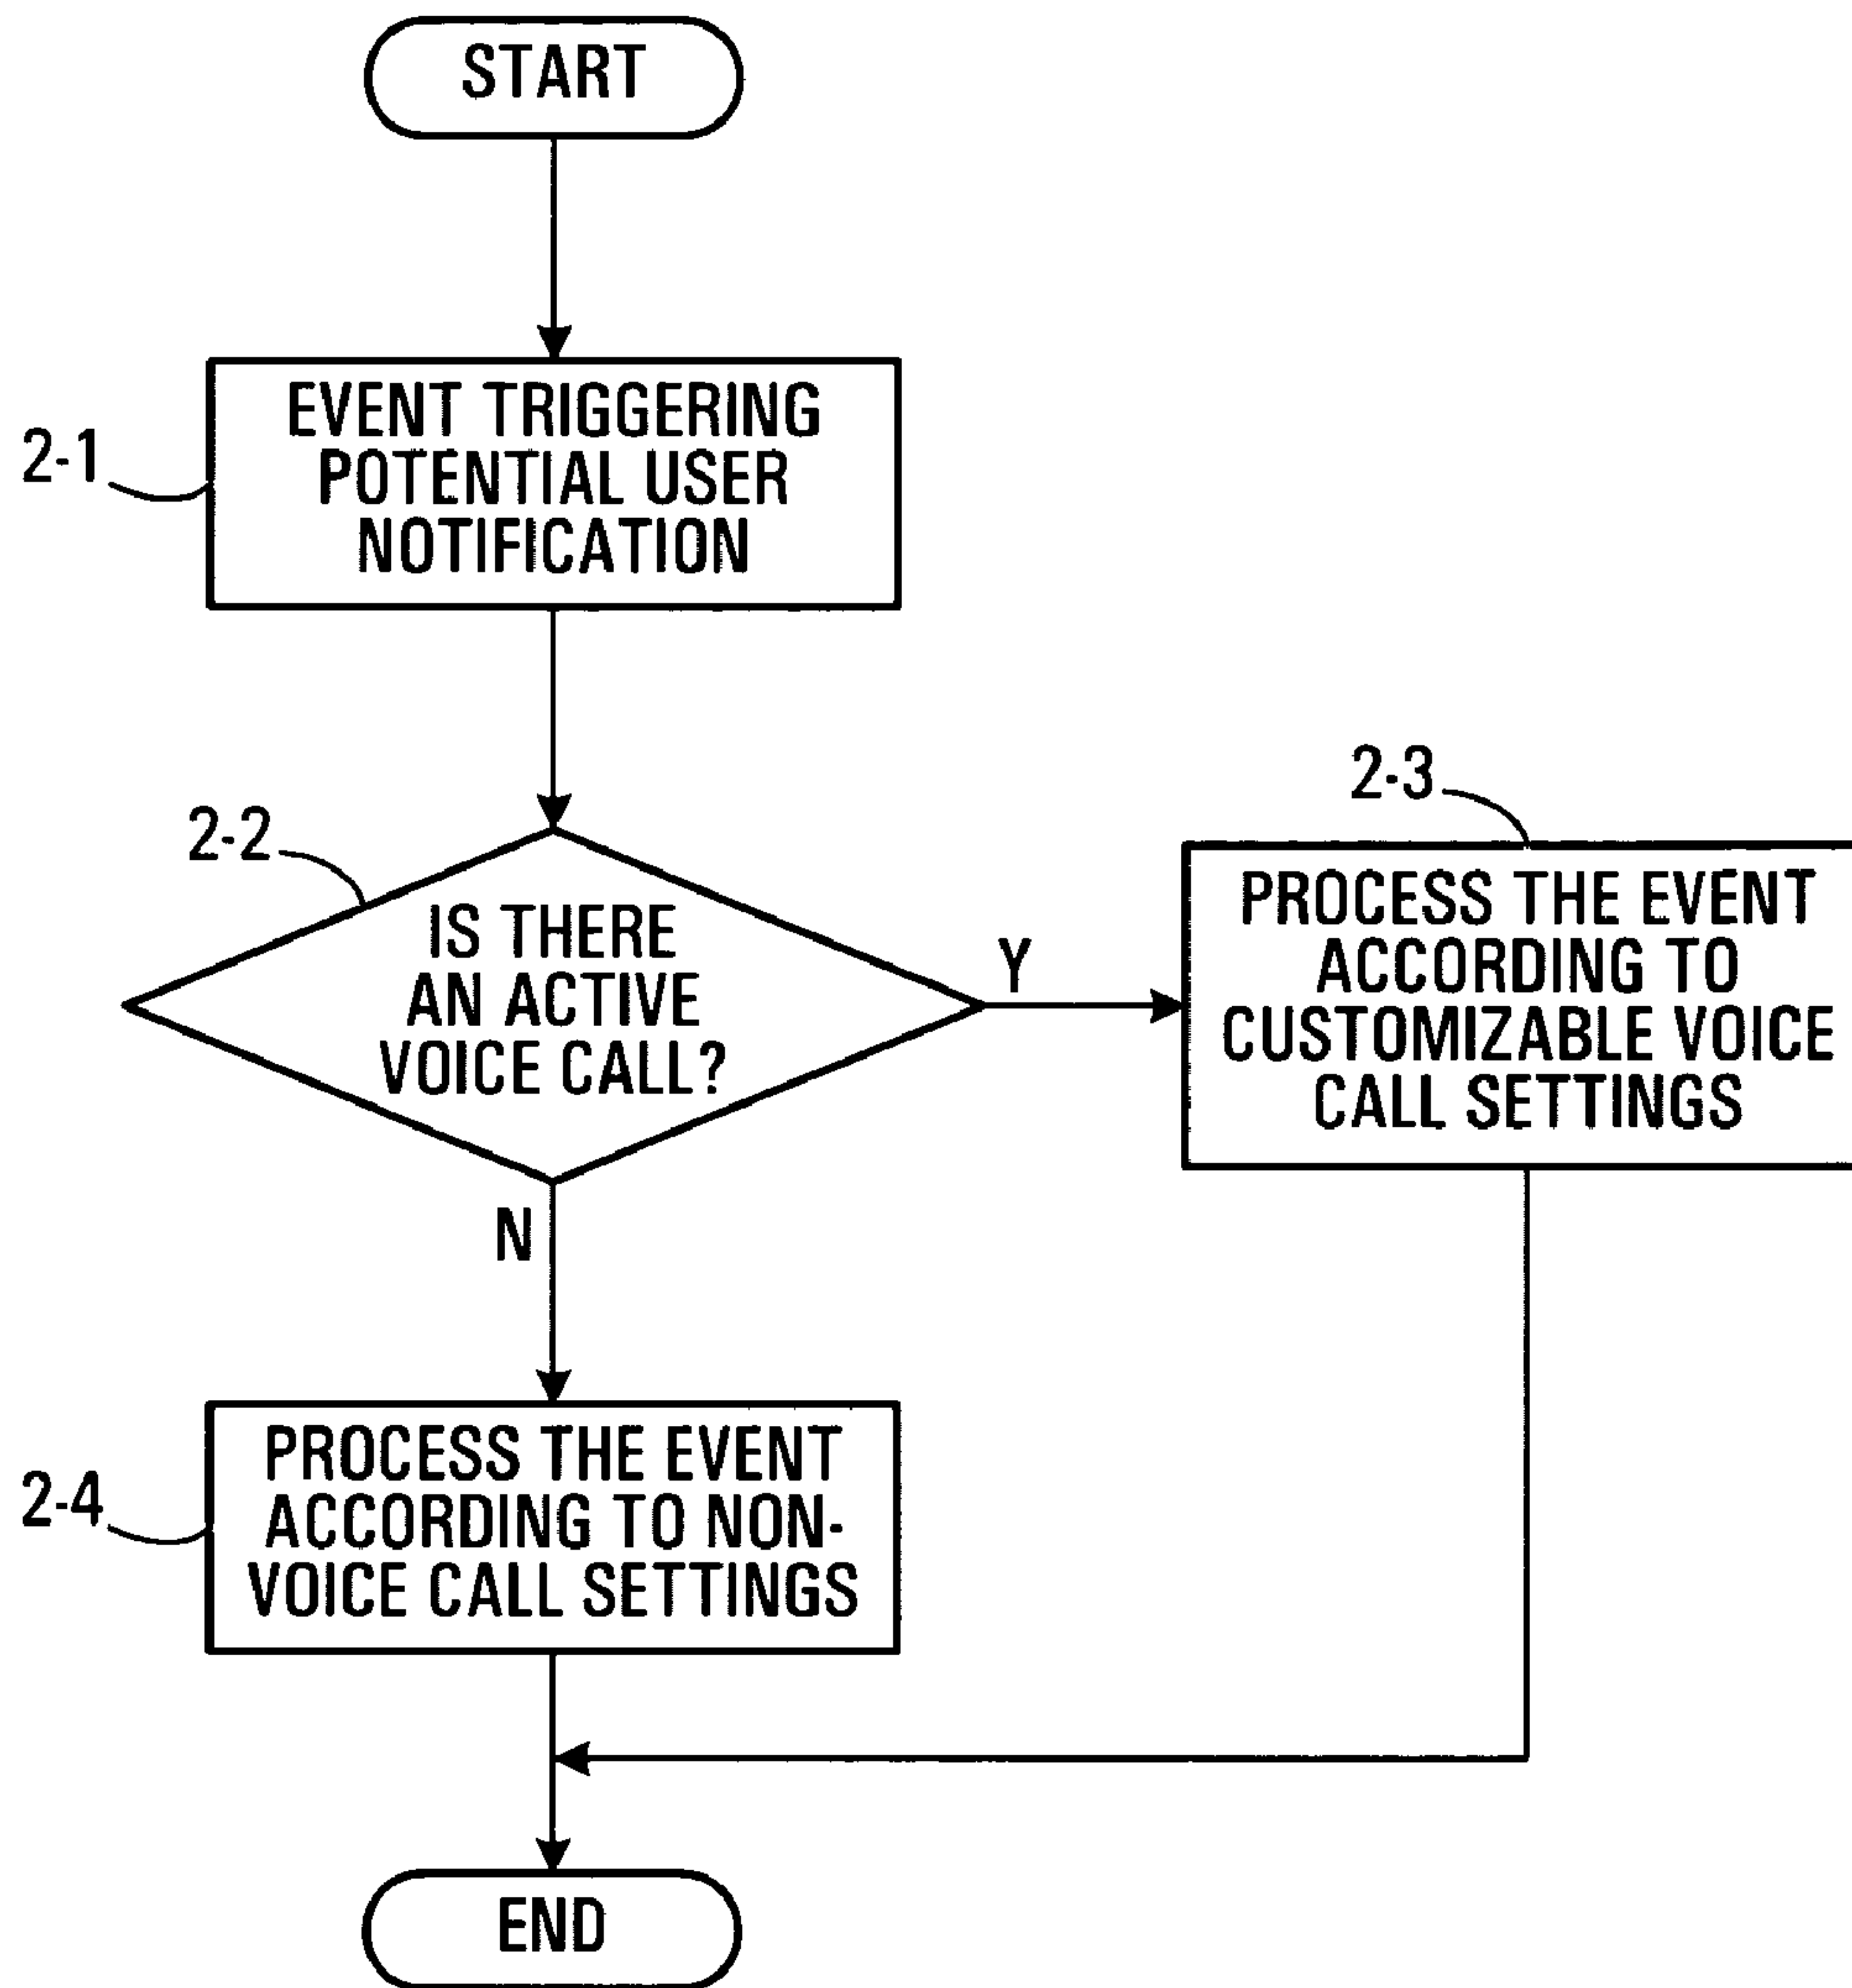 START
2-1
EVENT TRIGGERING
POTENTIAL USER
NOTIFICATION
2-2
IS THERE
AN ACTIVE
VOICE CALL?
Y
2-3
PROCESS THE EVENT
ACCORDING TO
CUSTOMIZABLE VOICE
CALL SETTINGS
N
2-4
PROCESS THE EVENT
ACCORDING TO NON-
VOICE CALL SETTINGS
END